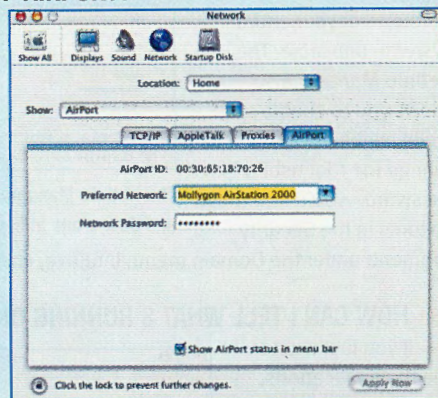 Network
Show All Displays Sound Network Startup Disk
Location: Home
Show: AirPort
TCP/IP AppleTalk Proxies AirPort
AirPort ID: 00:30:65:18:70:26
Preferred Network: Mollygon AirStation 2000
Network Password: •••••••••
Show AirPort status in menu bar
Click the lock to prevent further changes. Apply Now